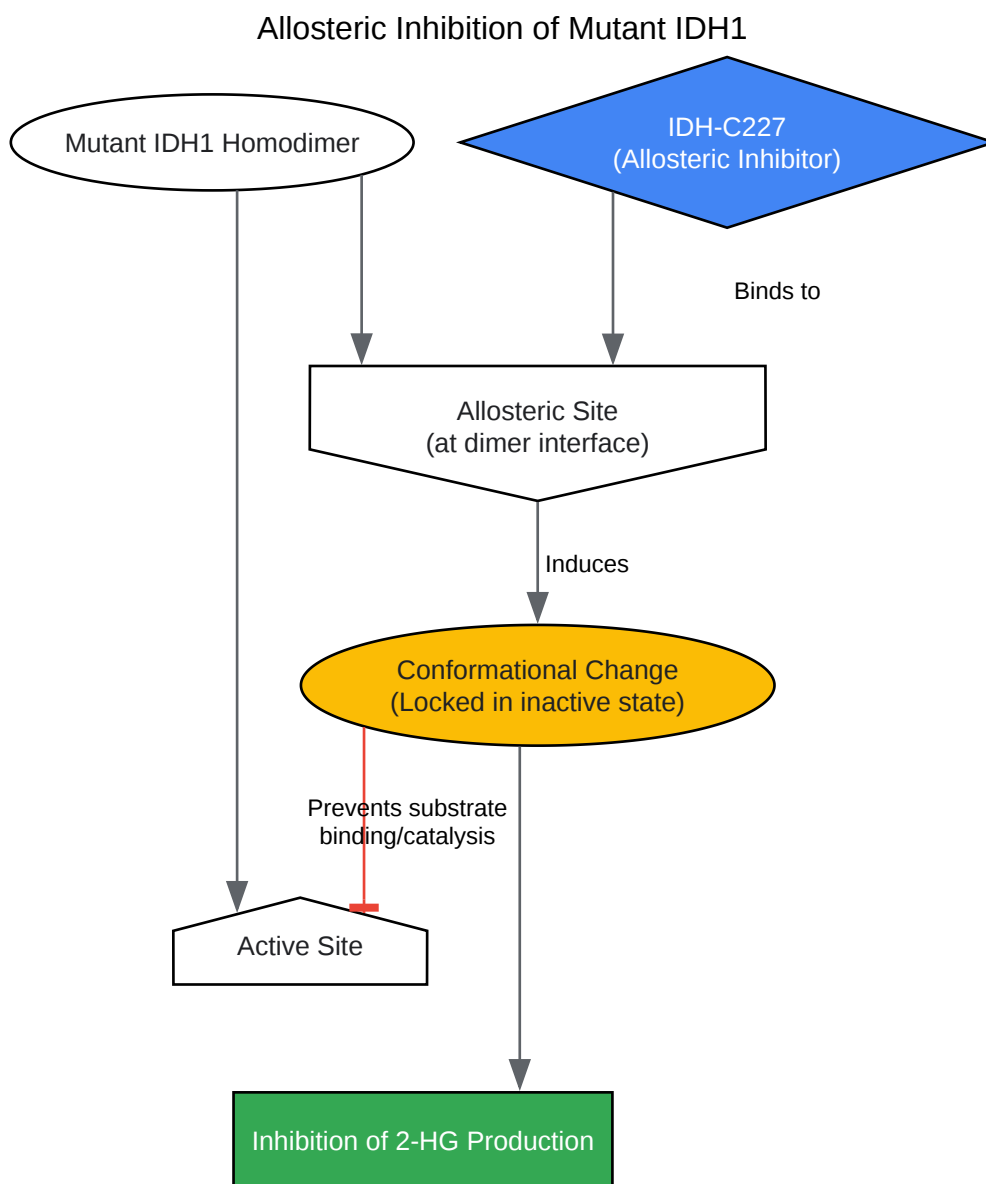 Allosteric Inhibition of Mutant IDH1
Mutant IDH1 Homodimer
IDH-C227
(Allosteric Inhibitor)
Binds to
Allosteric Site
(at dimer interface)
Induces
Conformational Change
(Locked in inactive state)
Prevents substrate
binding/catalysis
Active Site
Inhibition of 2-HG Production